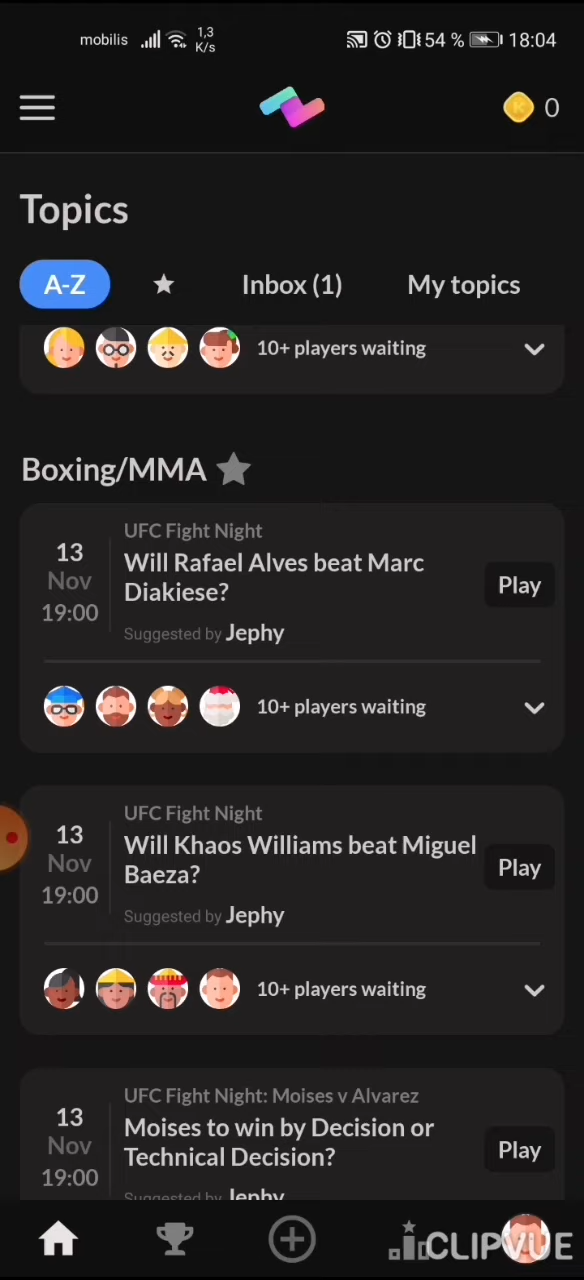 mobilis 1,3 K/s 54 % 18:04
0
Topics
A-Z Inbox (1) My topics
10+ players waiting
Boxing/MMA
UFC Fight Night
13 Nov 19:00
Will Rafael Alves beat Marc
Diakiese?
Play
Suggested by Jephy
10+ players waiting
UFC Fight Night
13 Nov 19:00
Will Khaos Williams beat Miguel
Baeza?
Play
Suggested by Jephy
10+ players waiting
UFC Fight Night: Moises v Alvarez
13 Nov 19:00
Moises to win by Decision or
Technical Decision?
Play
Suggested by Jephy
CLIPVUE